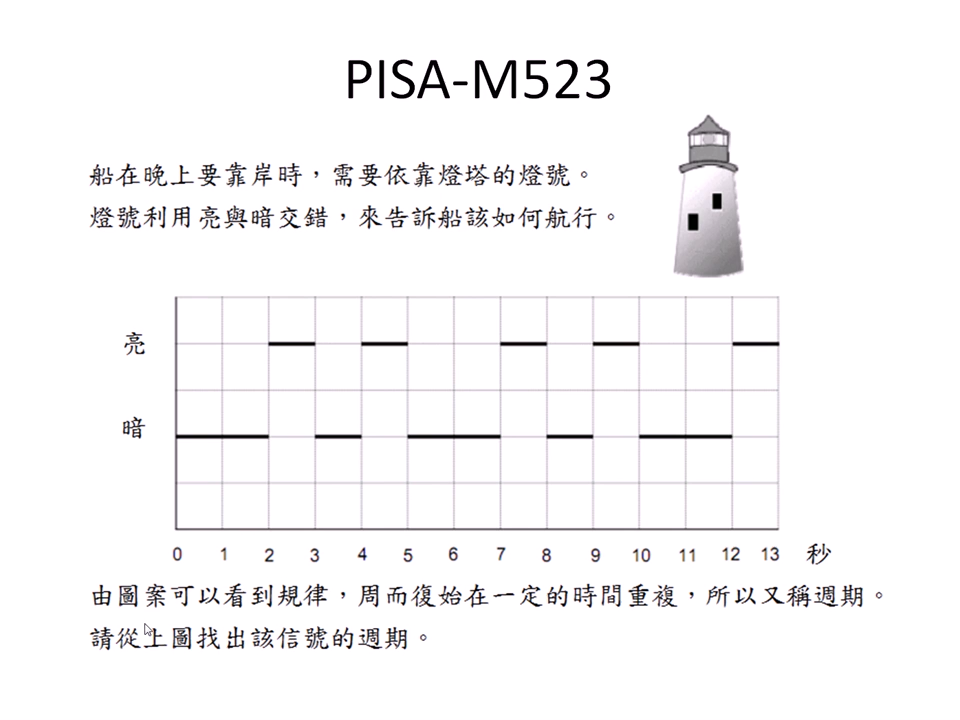 PISA-M523
船在晚上要靠岸時，需要依靠燈塔的燈號。
燈號利用亮與暗交錯，來告訴船該如何航行。
亮
暗
0 1 2 3 4 5 6 7 8 9 10 11 12 13 秒
由圖案可以看到規律，周而復始在一定的時間重複，所以又稱週期。
請從上圖找出該信號的週期。